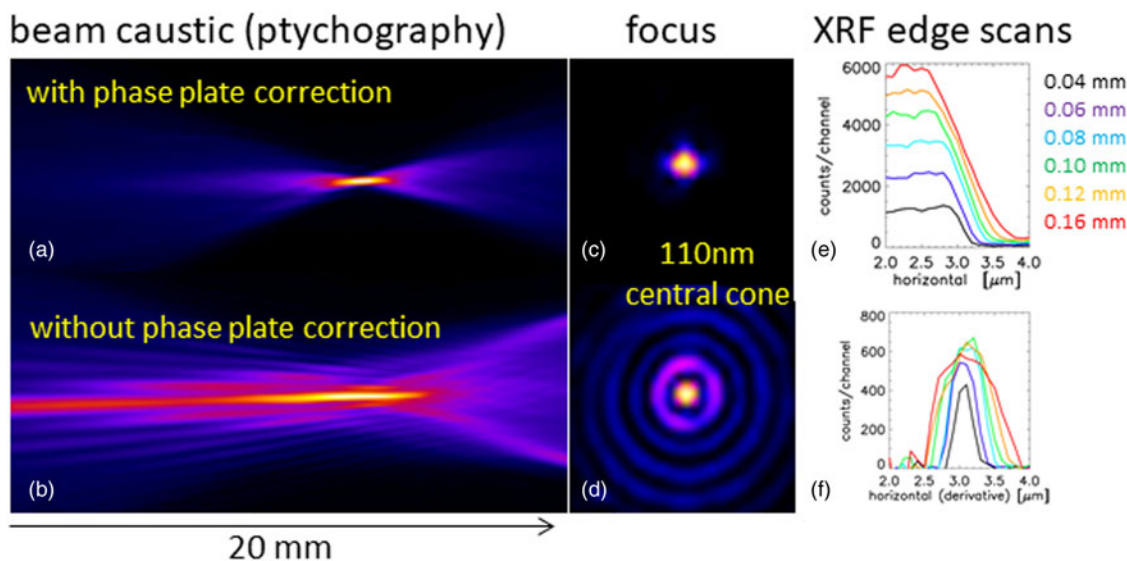 beam caustic (ptychography)
focus
XRF edge scans
with phase plate correction
(a)
without phase plate correction
(b)
20 mm
(c)
110nm
central cone
(d)
6000
4000
2000
0
counts/channel
2.0 2.5 3.0 3.5 4.0
horizontal [μm]
(e)
0.04 mm
0.06 mm
0.08 mm
0.10 mm
0.12 mm
0.16 mm
800
600
400
200
0
counts/channel
2.0 2.5 3.0 3.5 4.0
horizontal (derivative) [μm]
(f)